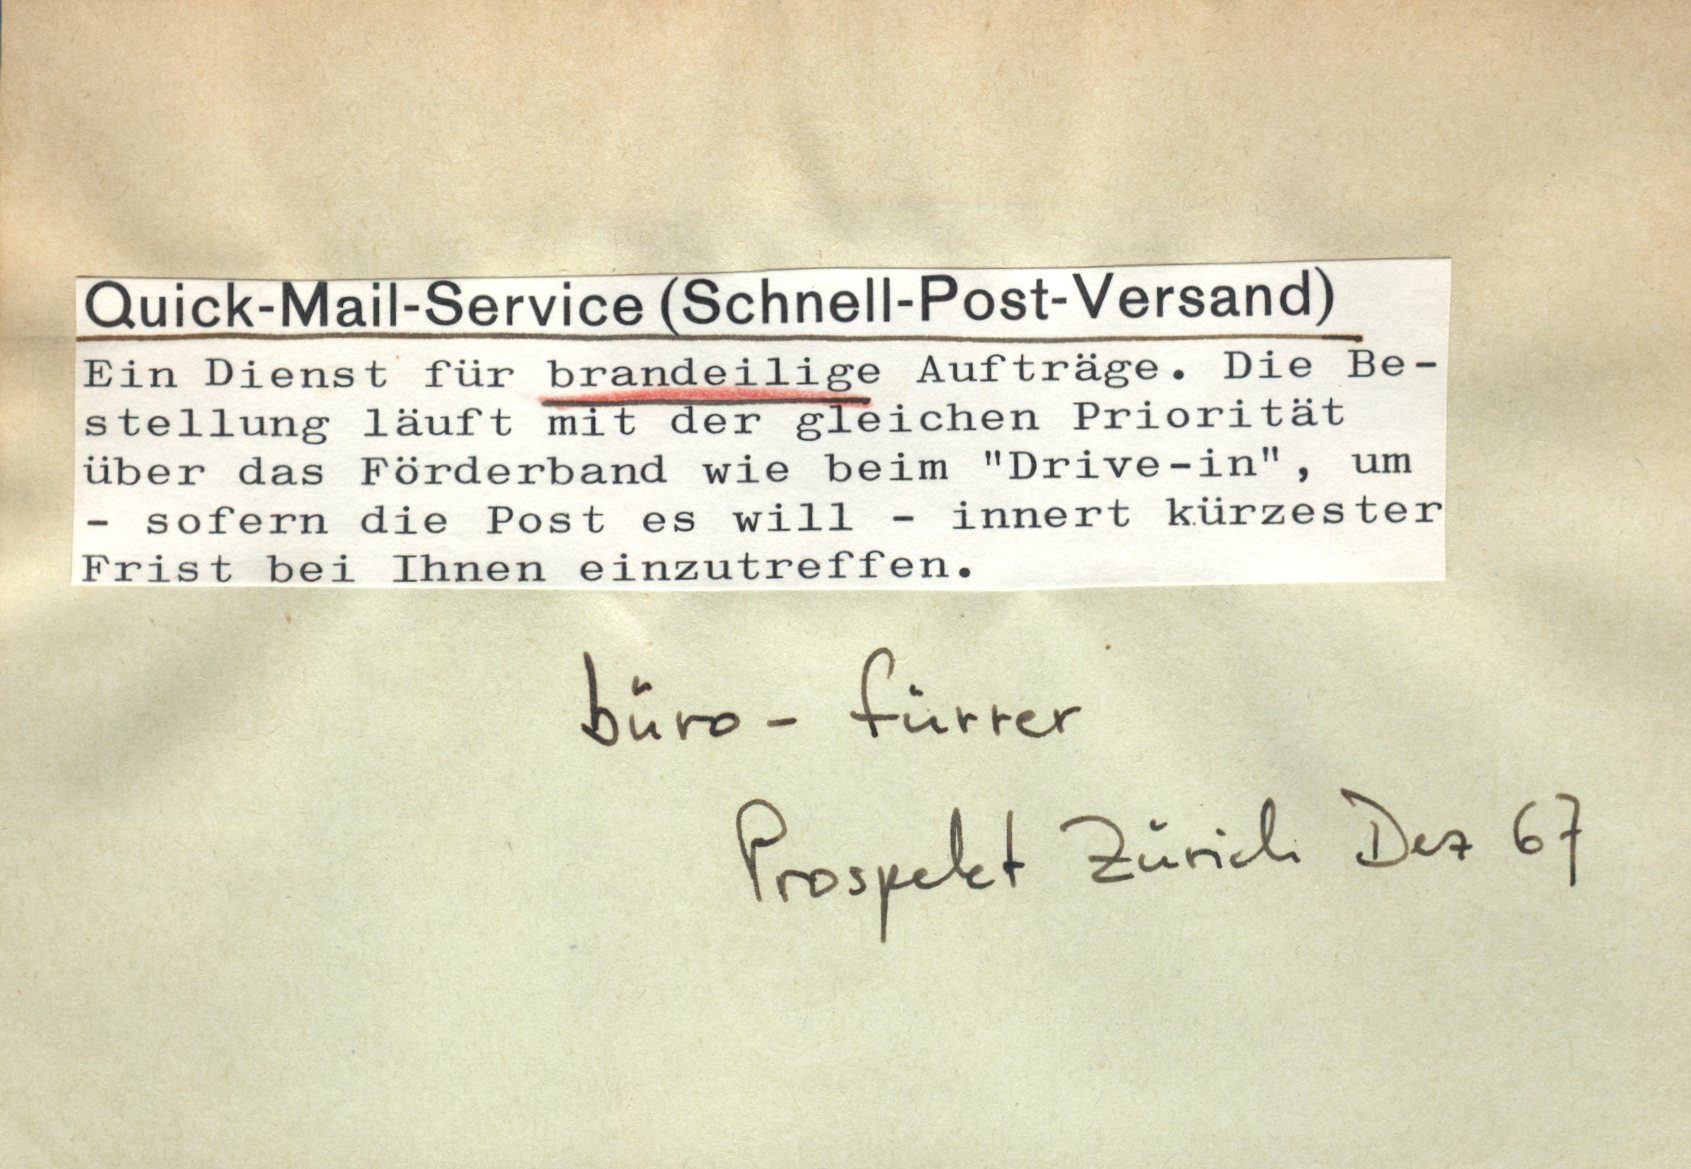 Quick-Mail-Service (Schnell-Post-Versand)
Ein Dienst für brandeilige Aufträge. Die Be-
stellung läuft mit der gleichen Priorität
über das Förderband wie beim "Drive-in", um
- sofern die Post es will - innert kürzester
Frist bei Ihnen einzutreffen.
büro - fürrer
Prospekt Zürich Dez 67